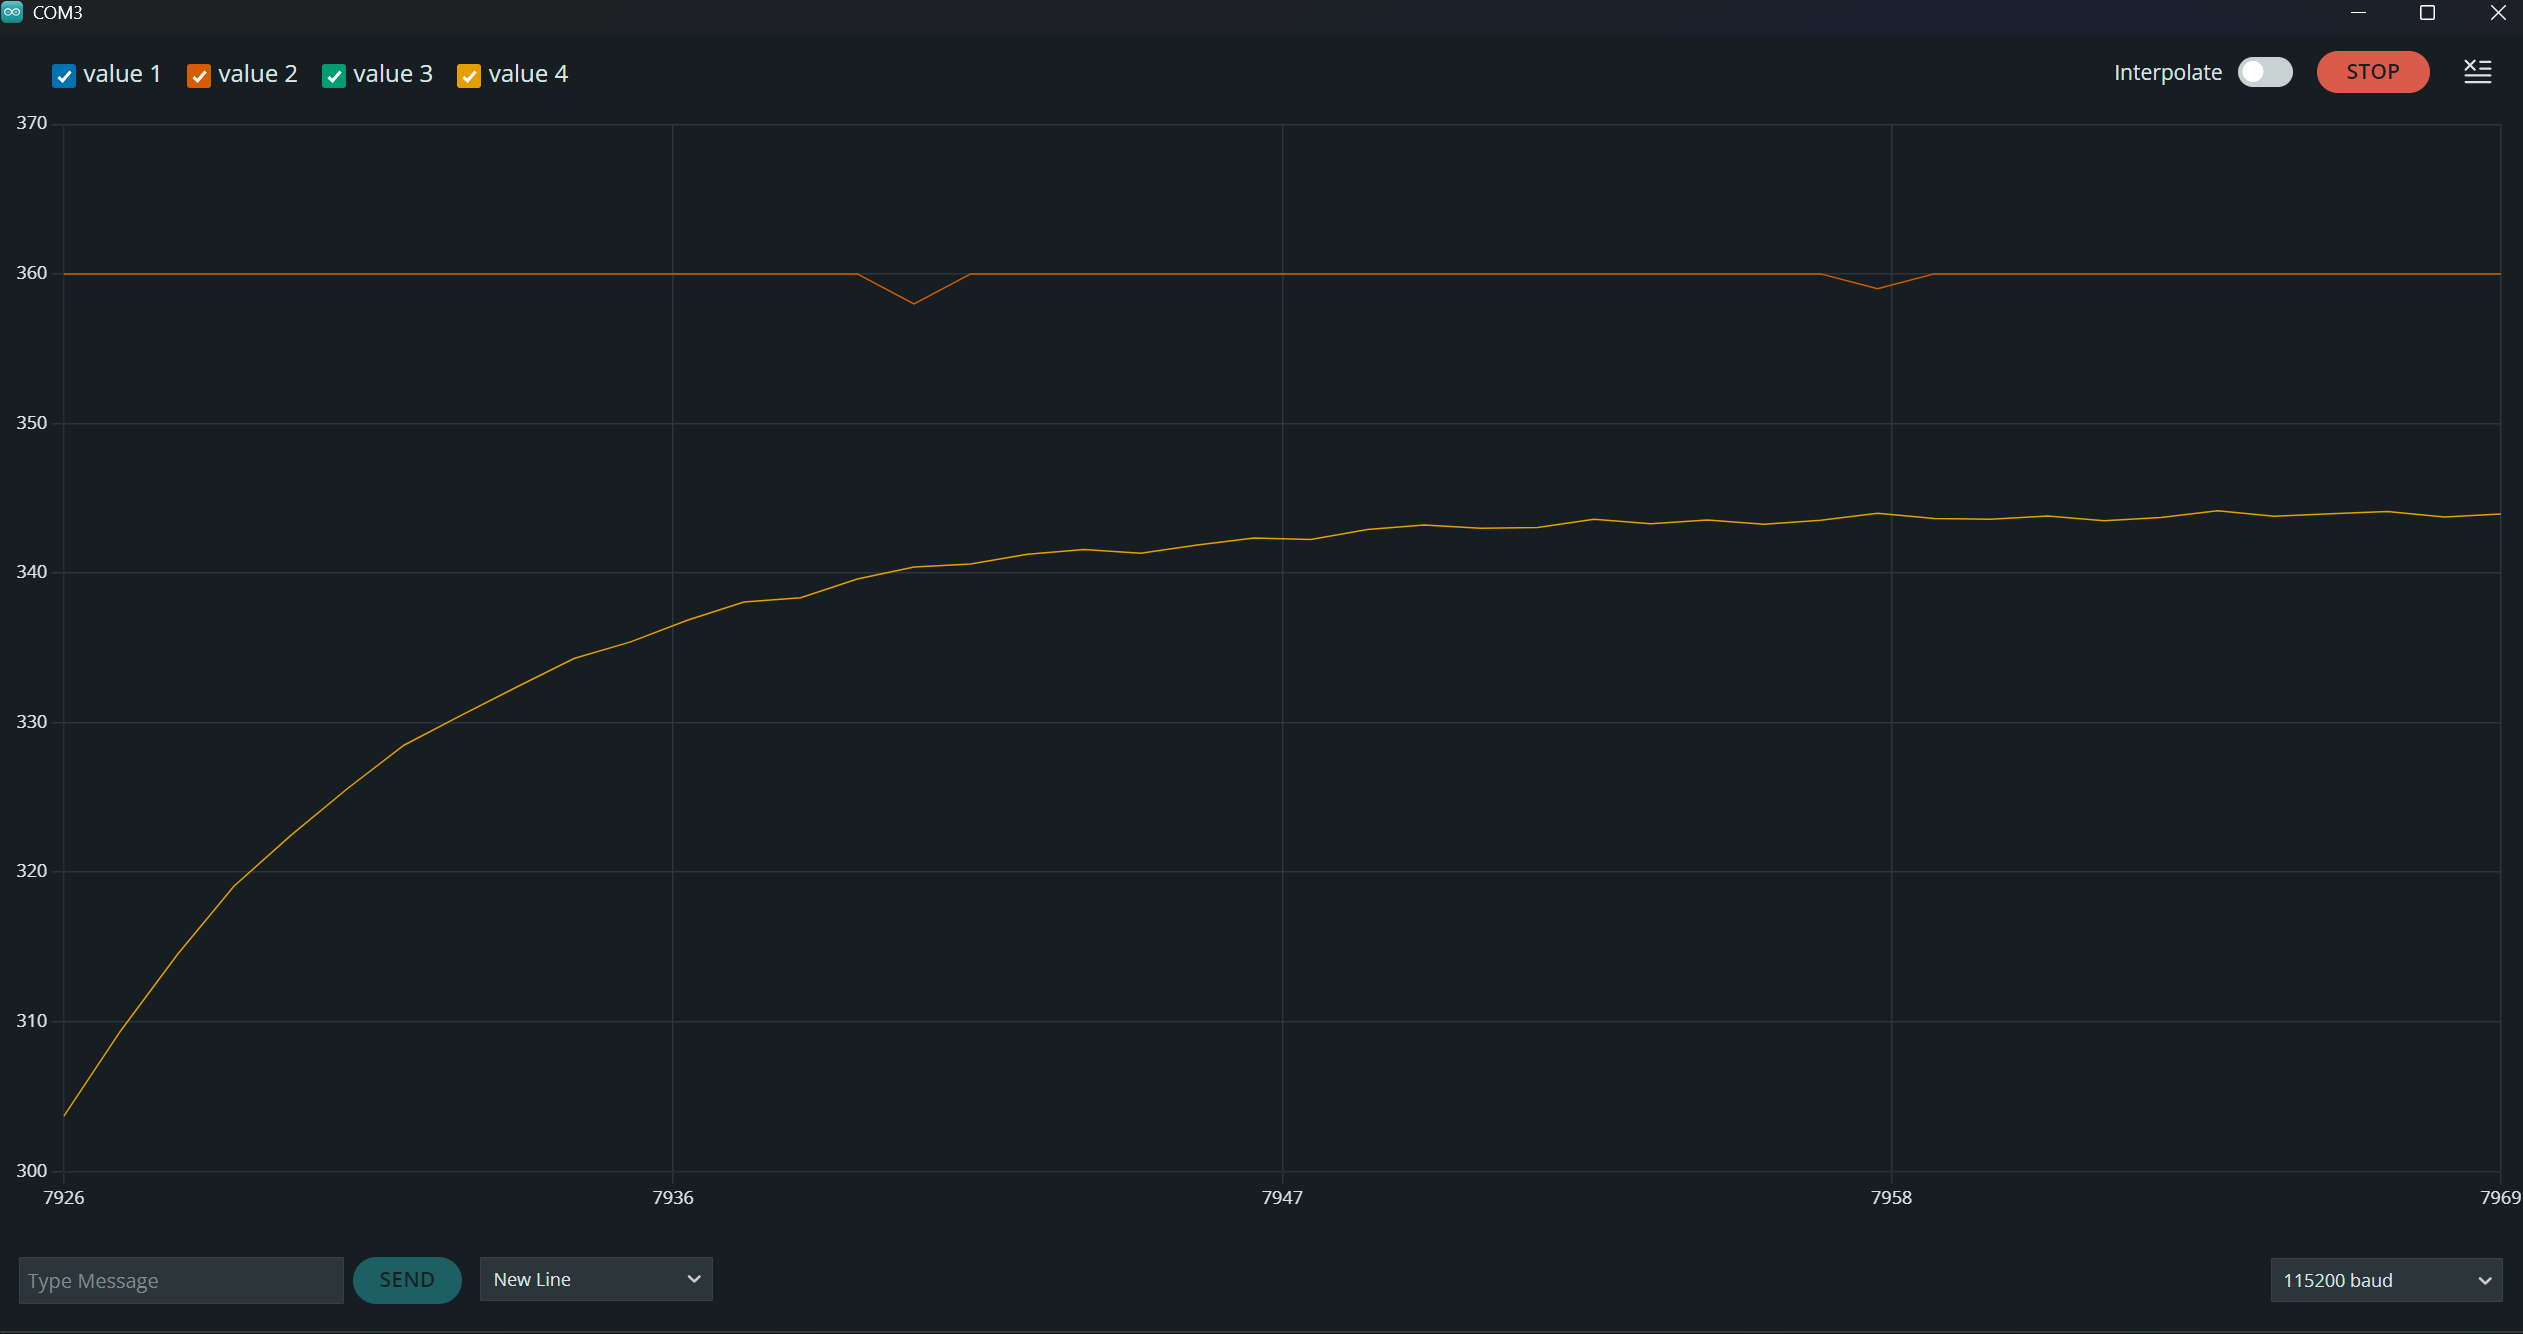 COM3
value 1 value 2 value 3 value 4 Interpolate STOP
370
360
350
340
330
320
310
300
7926 7936 7947 7958 7969
Type Message SEND New Line 115200 baud